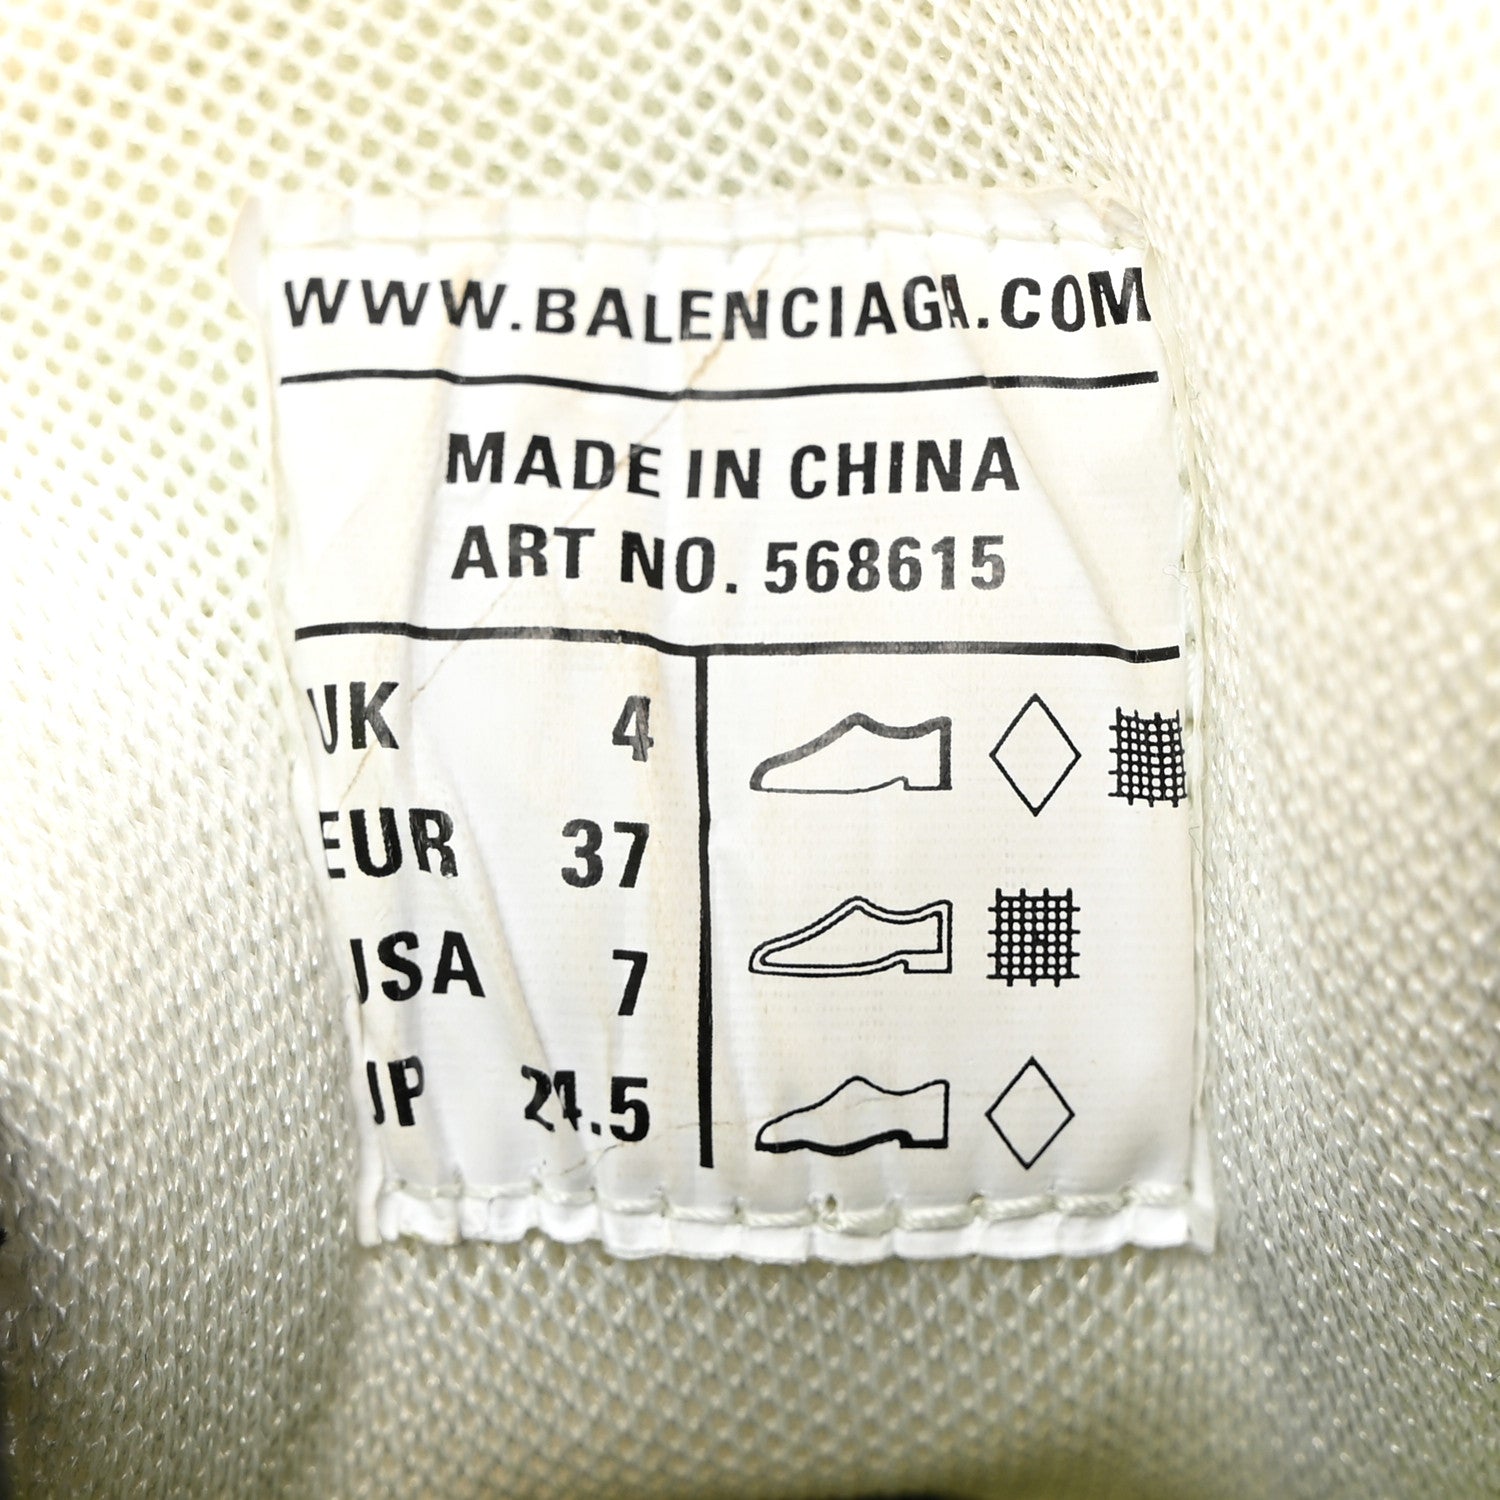 WWW.BALENCIAGA.COM
MADE IN CHINA
ART NO. 568615
UK 4
EUR 37
USA 7
JP 24.5